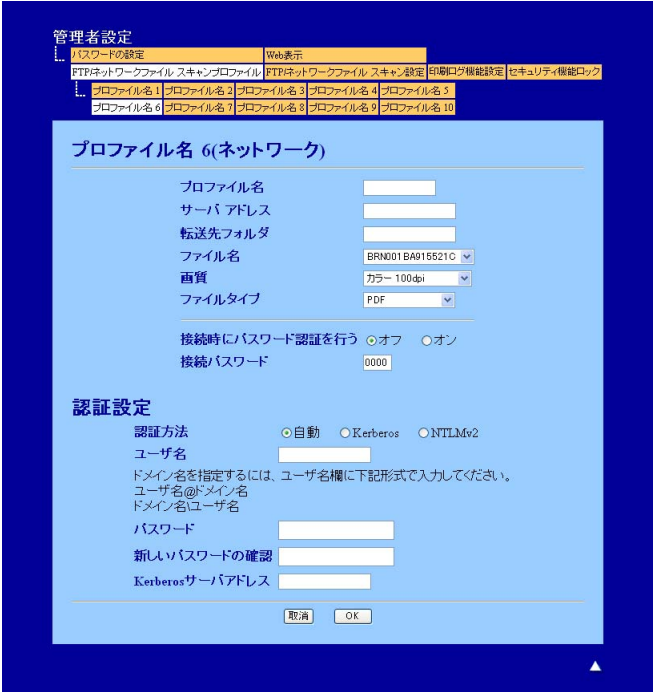 管理者設定
パスワードの設定 Web表示
FTP/ネットワークファイル スキャンプロファイル FTP/ネットワークファイル スキャン設定 印刷ログ機能設定 セキュリティ機能ロック
プロファイル名 1 プロファイル名 2 プロファイル名 3 プロファイル名 4 プロファイル名 5
プロファイル名 6 プロファイル名 7 プロファイル名 8 プロファイル名 9 プロファイル名 10
プロファイル名 6(ネットワーク)
プロファイル名
サーバ アドレス
転送先フォルダ
ファイル名 BRN001BA915521C
画質 カラー 100dpi
ファイルタイプ PDF
接続時にパスワード認証を行う オフ オン
接続パスワード 0000
認証設定
認証方法 自動 Kerberos NTLMv2
ユーザ名
ドメイン名を指定するには、ユーザ名欄に下記形式で入力してください。
ユーザ名@ドメイン名
ドメイン名\ユーザ名
パスワード
新しいパスワードの確認
Kerberosサーバアドレス
取消 OK